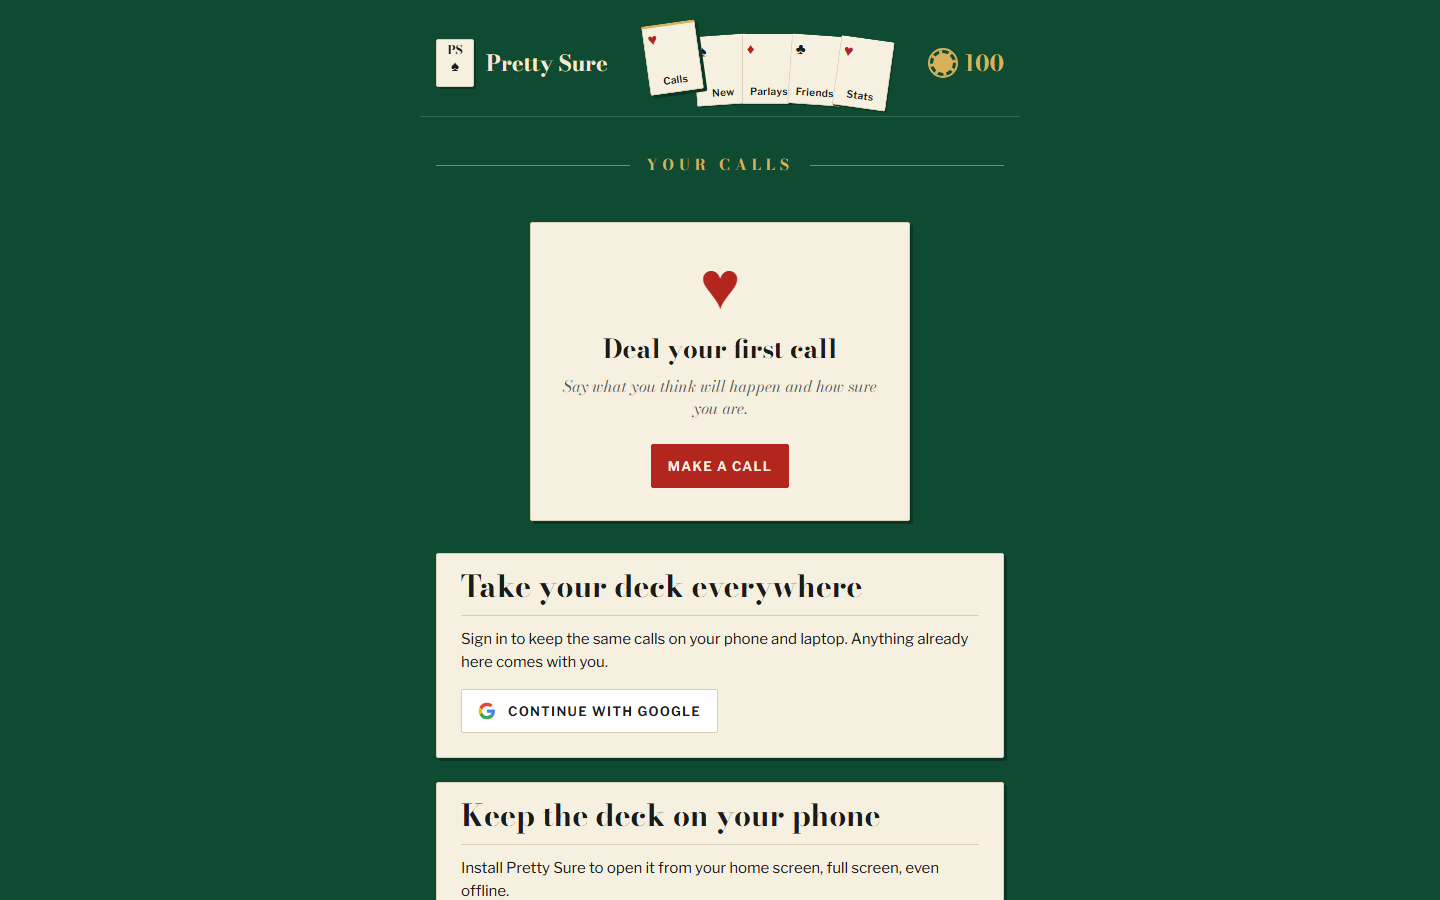 PS
Pretty Sure
Calls
New
Parlays
Friends
Stats
100
YOUR CALLS
Deal your first call
Say what you think will happen and how sure
you are.
MAKE A CALL
Take your deck everywhere
Sign in to keep the same calls on your phone and laptop. Anything already
here comes with you.
CONTINUE WITH GOOGLE
Keep the deck on your phone
Install Pretty Sure to open it from your home screen, full screen, even
offline.